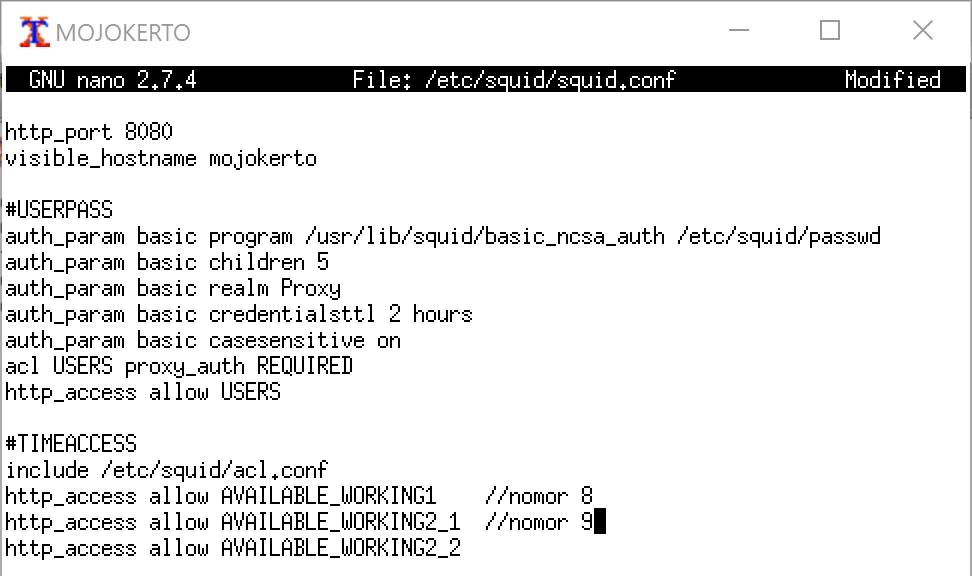 MOJOKERTO
GNU nano 2.7.4 File: /etc/squid/squid.conf Modified
http_port 8080
visible_hostname mojokerto
#USERPASS
auth_param basic program /usr/lib/squid/basic_ncsa_auth /etc/squid/passwd
auth_param basic children 5
auth_param basic realm Proxy
auth_param basic credentialsttl 2 hours
auth_param basic casesensitive on
acl USERS proxy_auth REQUIRED
http_access allow USERS
#TIMEACCESS
include /etc/squid/acl.conf
http_access allow AVAILABLE_WORKING1 //nomor 8
http_access allow AVAILABLE_WORKING2_1 //nomor 9
http_access allow AVAILABLE_WORKING2_2